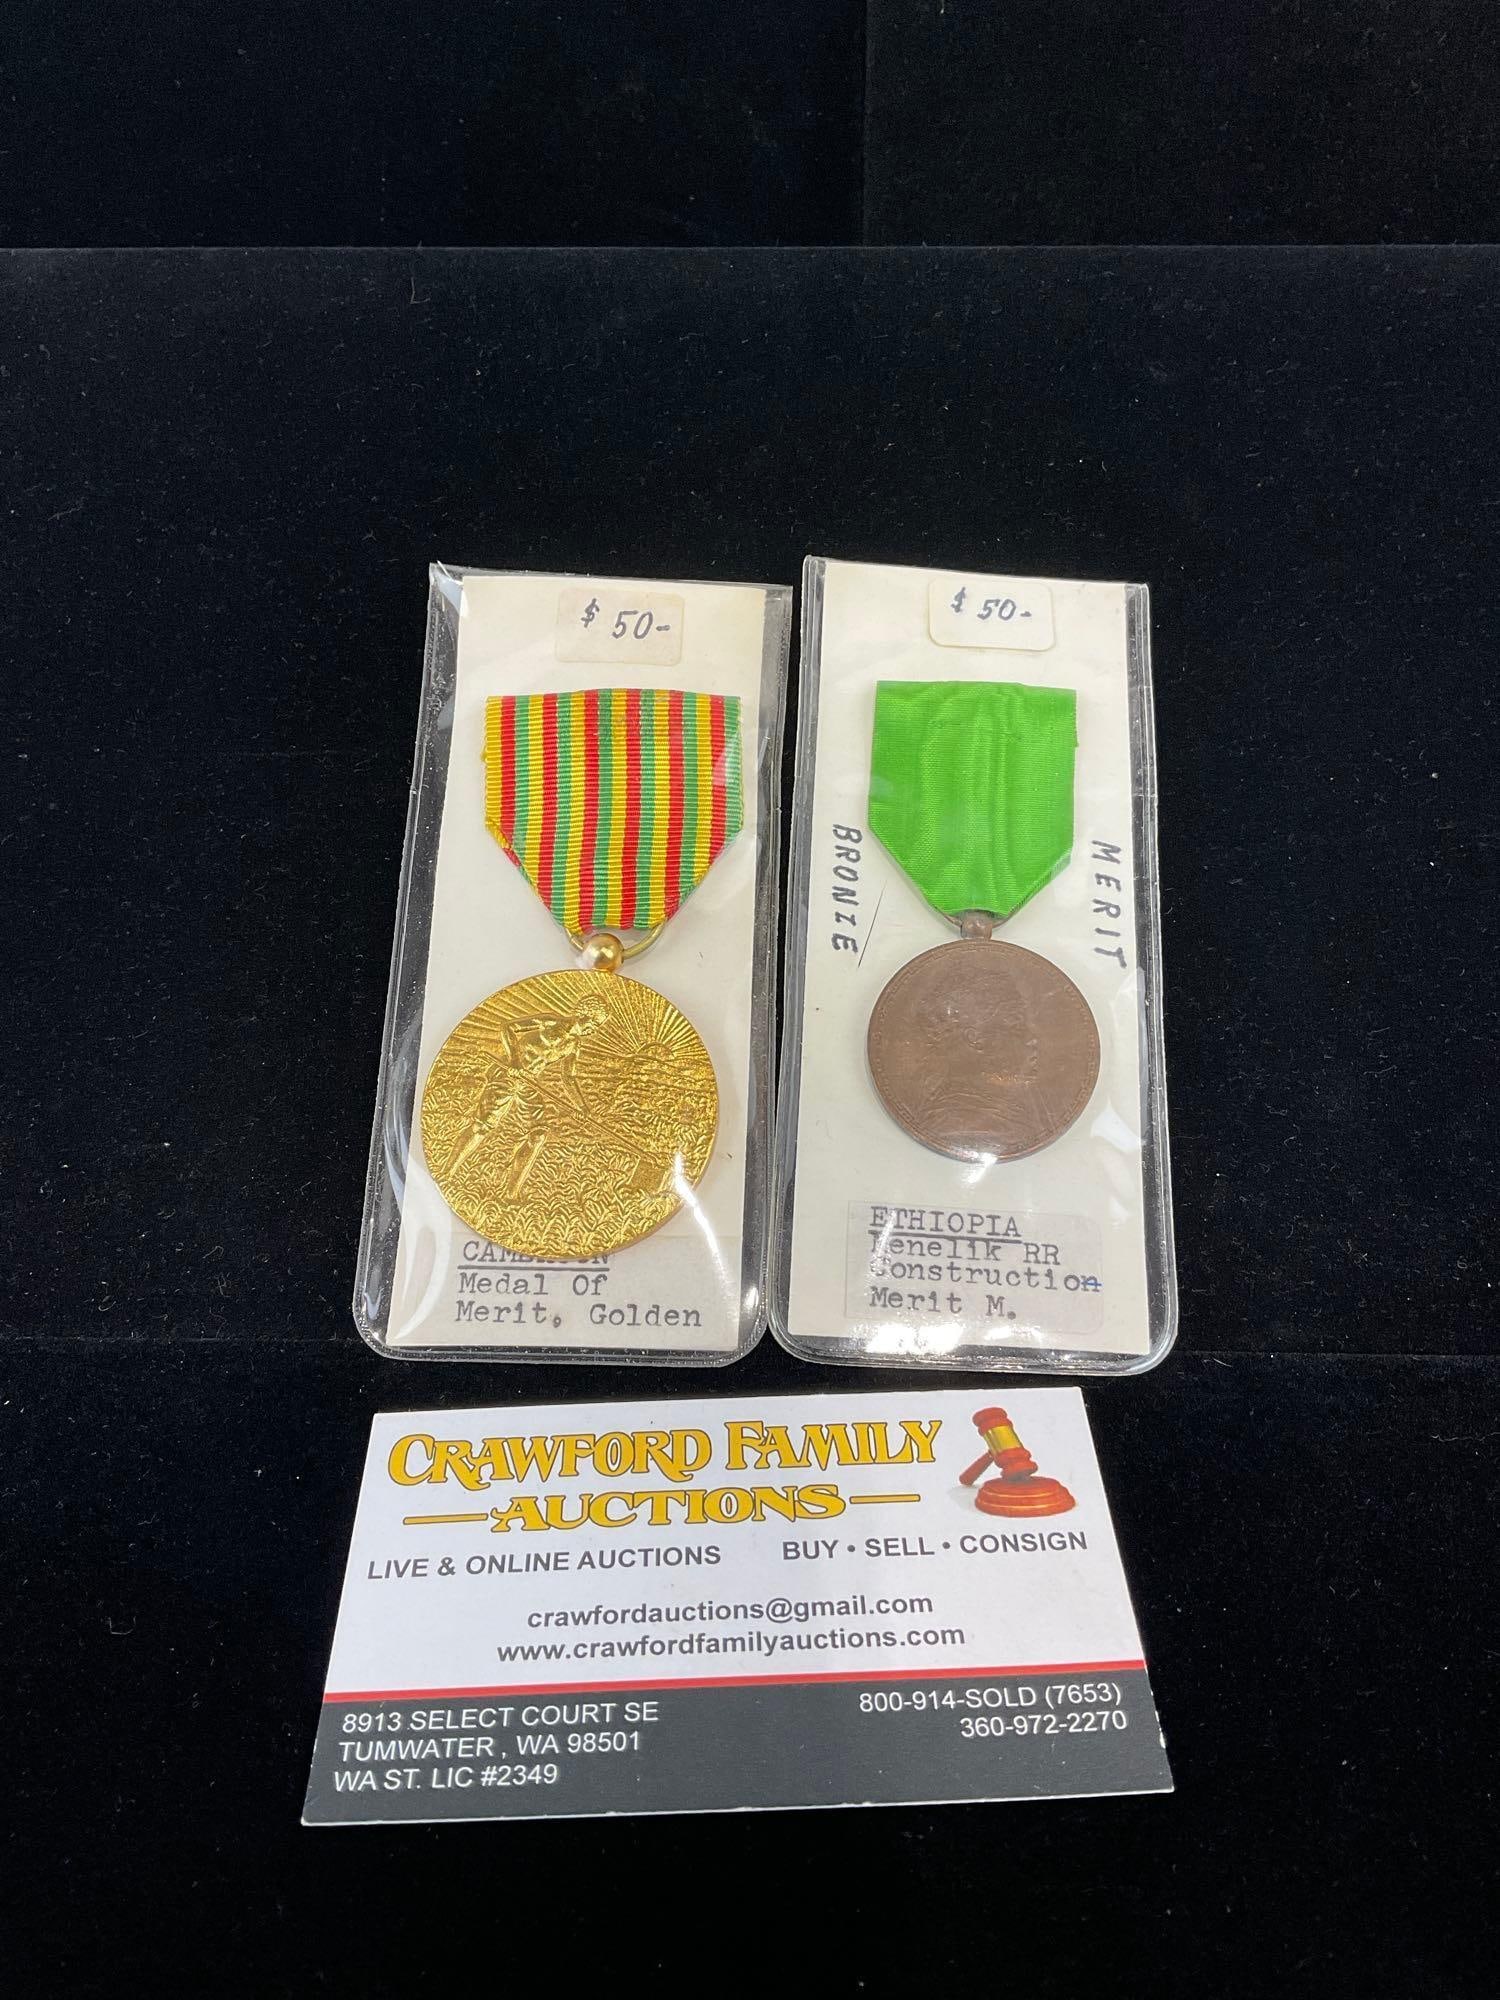 $ 50-
Medal Of
Merit. Golden
$ 50-
BRONZE
MERIT
ETHIOPIA
Menelik RR
Construction
Merit M.
CRAWFORD FAMILY
AUCTIONS
LIVE & ONLINE AUCTIONS
BUY • SELL • CONSIGN
crawfordauctions@gmail.com
www.crawfordfamilyauctions.com
8913 SELECT COURT SE
TUMWATER , WA 98501
WA ST. LIC #2349
800-914-SOLD (7653)
360-972-2270